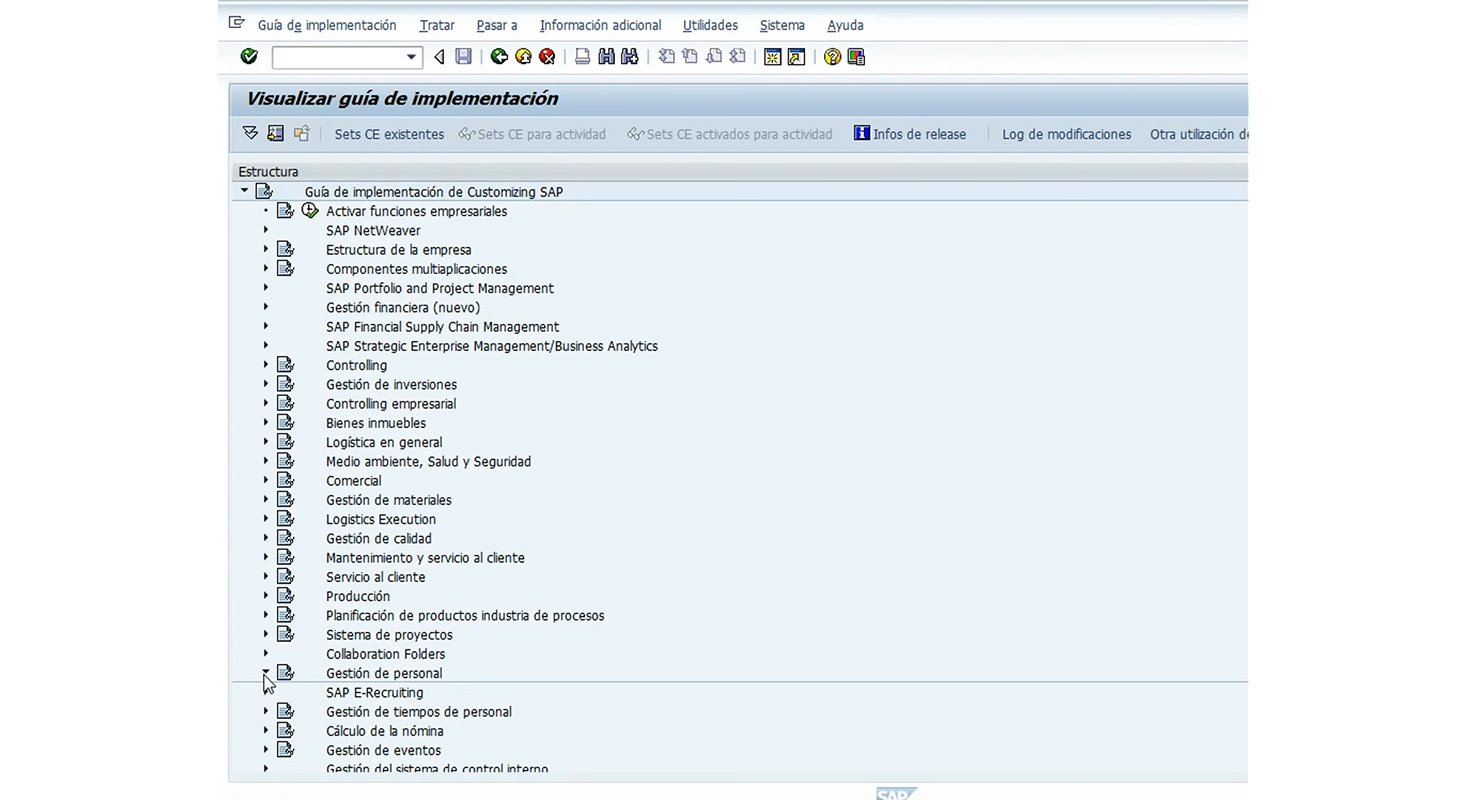 Guía de implementación Tratar Pasar a Información adicional Utilidades Sistema Ayuda
Visualizar guía de implementación
Sets CE existentes Sets CE para actividad Sets CE activados para actividad Infos de release Log de modificaciones Otra utilización de
Estructura
Guía de implementación de Customizing SAP
Activar funciones empresariales
SAP NetWeaver
Estructura de la empresa
Componentes multiaplicaciones
SAP Portfolio and Project Management
Gestión financiera (nuevo)
SAP Financial Supply Chain Management
SAP Strategic Enterprise Management/Business Analytics
Controlling
Gestión de inversiones
Controlling empresarial
Bienes inmuebles
Logística en general
Medio ambiente, Salud y Seguridad
Comercial
Gestión de materiales
Logistics Execution
Gestión de calidad
Mantenimiento y servicio al cliente
Servicio al cliente
Producción
Planificación de productos industria de procesos
Sistema de proyectos
Collaboration Folders
Gestión de personal
SAP E-Recruiting
Gestión de tiempos de personal
Cálculo de la nómina
Gestión de eventos
Gestión del sistema de control interno
SAP